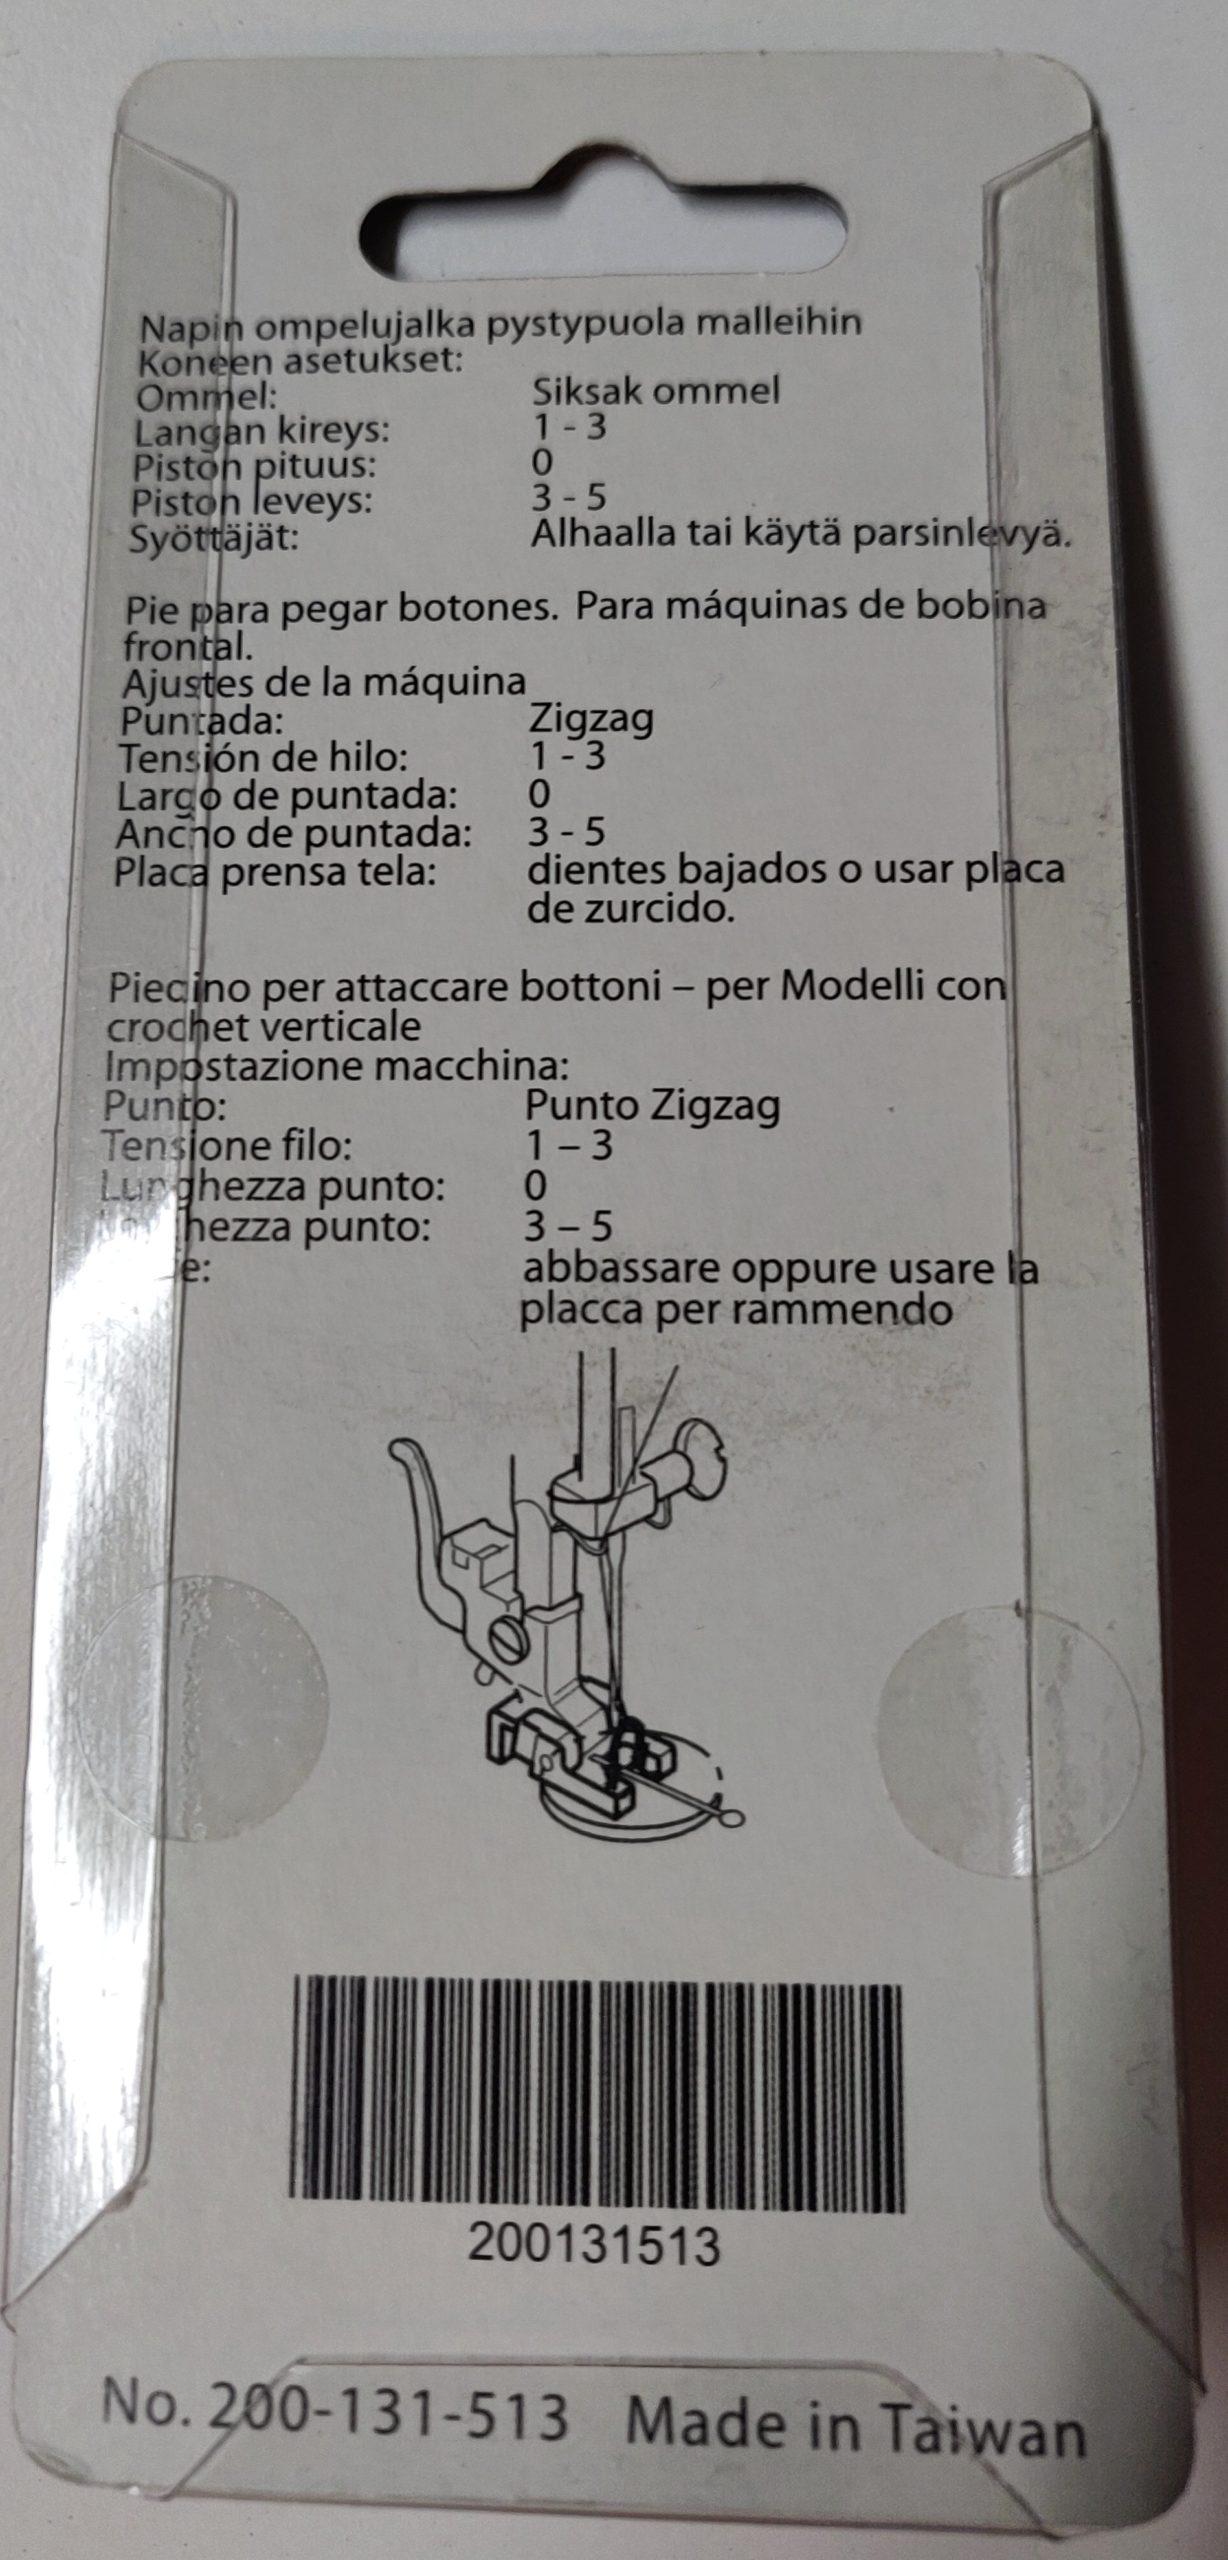 Napin ompelujalka pystypuola malleihin
Koneen asetukset:
Ommel: Siksak ommel
Langan kireys: 1 - 3
Piston pituus: 0
Piston leveys: 3 - 5
Syöttäjät: Alhaalla tai käytä parsinlevyä.
Pie para pegar botones. Para máquinas de bobina
frontal.
Ajustes de la máquina
Puntada: Zigzag
Tensión de hilo: 1 - 3
Largo de puntada: 0
Ancho de puntada: 3 - 5
Placa prensa tela: dientes bajados o usar placa
de zurcido.
Piedino per attaccare bottoni – per Modelli con
crochet verticale
Impostazione macchina:
Punto: Punto Zigzag
Tensione filo: 1 – 3
Lunghezza punto: 0
punto: 3 – 5
abbassare oppure usare la
placca per rammendo
200131513
No. 200-131-513 Made in Taiwan